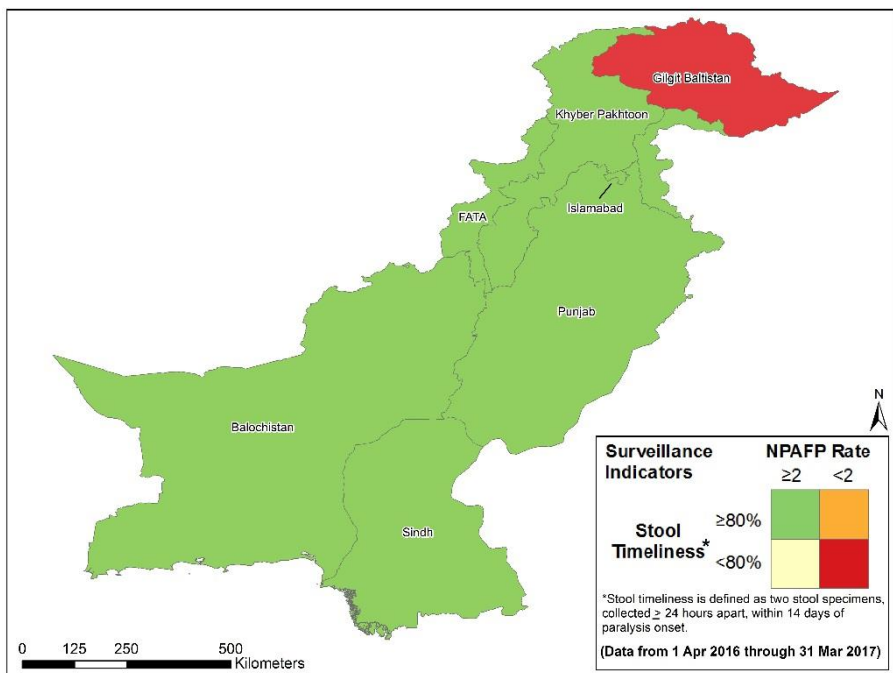 Gilgit Baltistan
Khyber Pakhtoon
Islamabad
FATA
Punjab
Balochistan
Sindh
N
Surveillance NPAFP Rate
Indicators ≥2 <2
≥80%
Stool
Timeliness*
<80%
*Stool timeliness is defined as two stool specimens,
collected ≥ 24 hours apart, within 14 days of
paralysis onset.
(Data from 1 Apr 2016 through 31 Mar 2017)
0 125 250 500
Kilometers